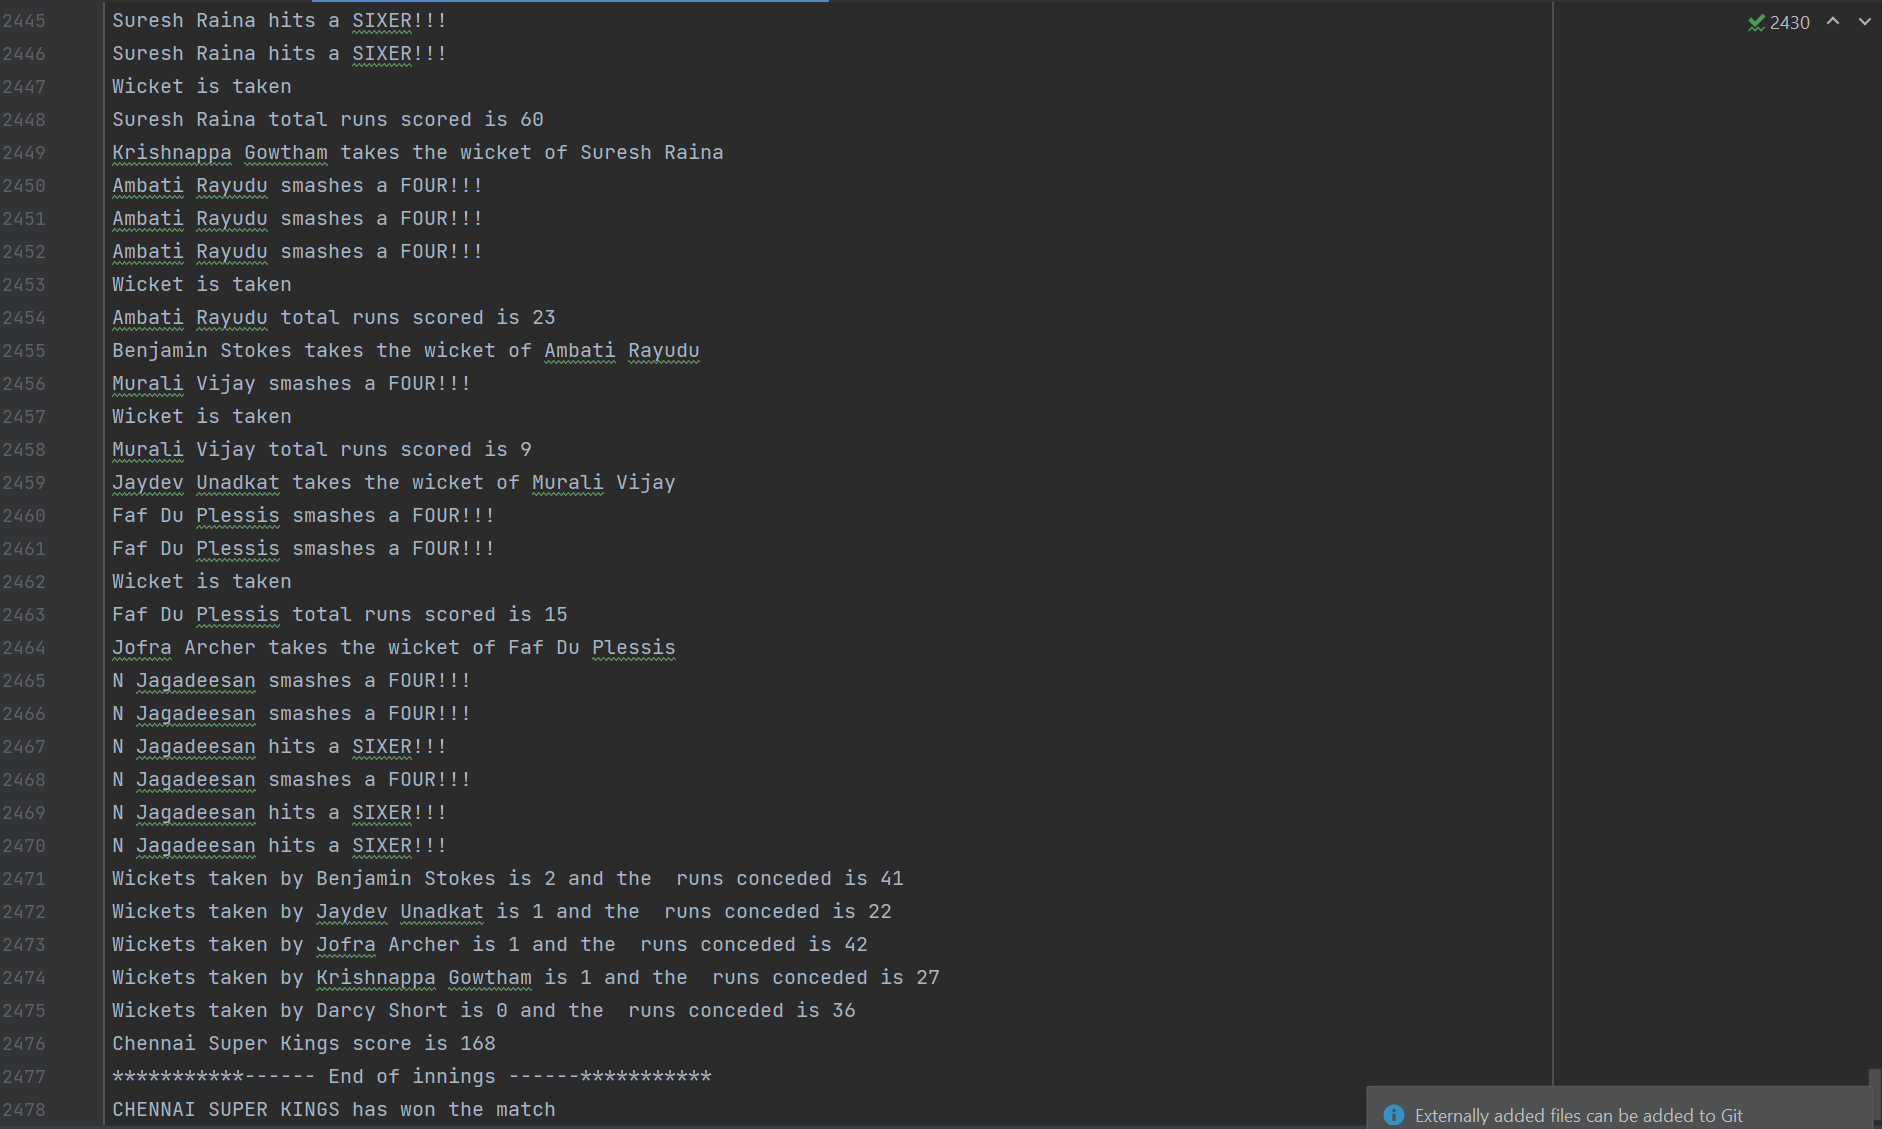 2445 Suresh Raina hits a SIXER!!!
2430
2446 Suresh Raina hits a SIXER!!!
2447 Wicket is taken
2448 Suresh Raina total runs scored is 60
2449 Krishnappa Gowtham takes the wicket of Suresh Raina
2450 Ambati Rayudu smashes a FOUR!!!
2451 Ambati Rayudu smashes a FOUR!!!
2452 Ambati Rayudu smashes a FOUR!!!
2453 Wicket is taken
2454 Ambati Rayudu total runs scored is 23
2455 Benjamin Stokes takes the wicket of Ambati Rayudu
2456 Murali Vijay smashes a FOUR!!!
2457 Wicket is taken
2458 Murali Vijay total runs scored is 9
2459 Jaydev Unadkat takes the wicket of Murali Vijay
2460 Faf Du Plessis smashes a FOUR!!!
2461 Faf Du Plessis smashes a FOUR!!!
2462 Wicket is taken
2463 Faf Du Plessis total runs scored is 15
2464 Jofra Archer takes the wicket of Faf Du Plessis
2465 N Jagadeesan smashes a FOUR!!!
2466 N Jagadeesan smashes a FOUR!!!
2467 N Jagadeesan hits a SIXER!!!
2468 N Jagadeesan smashes a FOUR!!!
2469 N Jagadeesan hits a SIXER!!!
2470 N Jagadeesan hits a SIXER!!!
2471 Wickets taken by Benjamin Stokes is 2 and the  runs conceded is 41
2472 Wickets taken by Jaydev Unadkat is 1 and the  runs conceded is 22
2473 Wickets taken by Jofra Archer is 1 and the  runs conceded is 42
2474 Wickets taken by Krishnappa Gowtham is 1 and the  runs conceded is 27
2475 Wickets taken by Darcy Short is 0 and the  runs conceded is 36
2476 Chennai Super Kings score is 168
2477 ***********------ End of innings ------***********
2478 CHENNAI SUPER KINGS has won the match
Externally added files can be added to Git